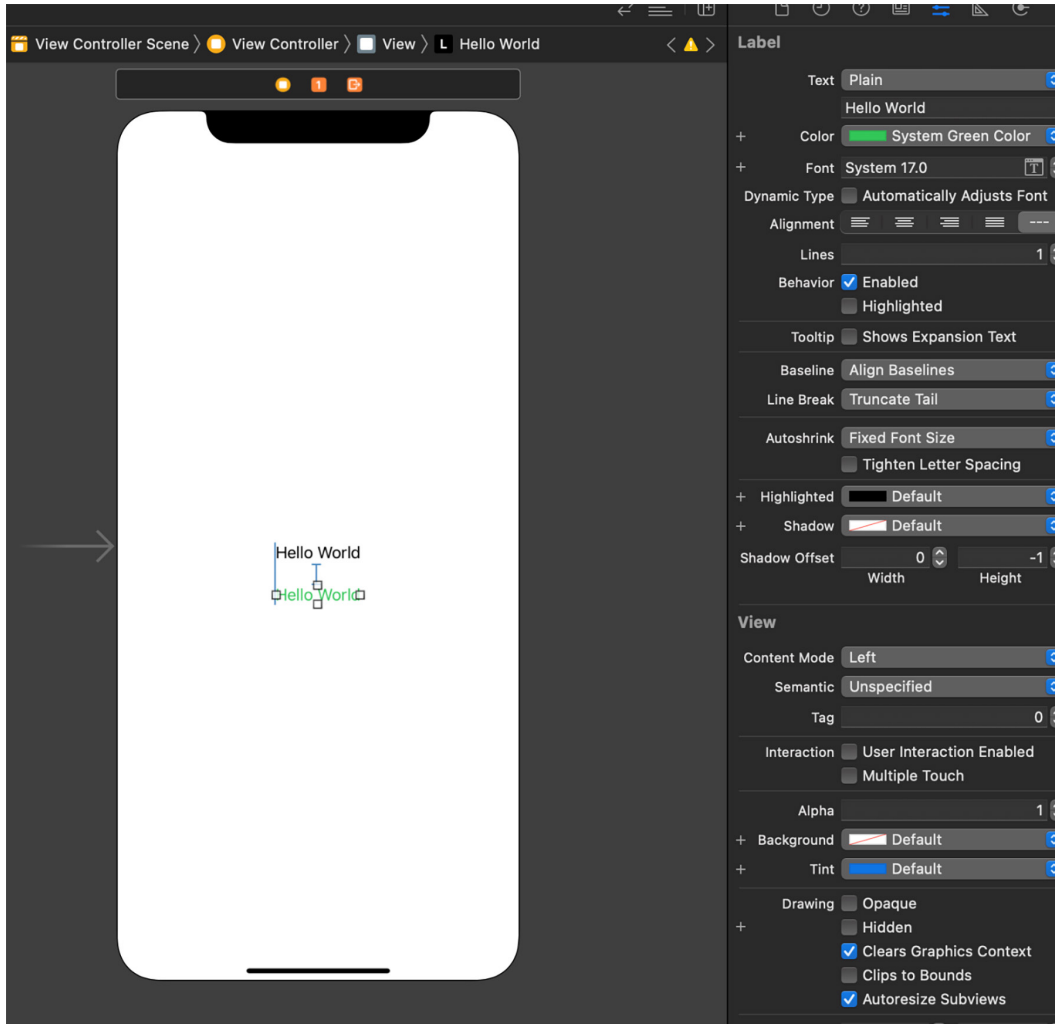 View Controller Scene 〉 View Controller 〉 View 〉 L Hello World
1
Hello World
Hello World
Label
Text Plain
Hello World
+ Color System Green Color
+ Font System 17.0 T
Dynamic Type Automatically Adjusts Font
Alignment ---
Lines 1
Behavior Enabled
Highlighted
Tooltip Shows Expansion Text
Baseline Align Baselines
Line Break Truncate Tail
Autoshrink Fixed Font Size
Tighten Letter Spacing
+ Highlighted Default
+ Shadow Default
Shadow Offset 0 -1
Width Height
View
Content Mode Left
Semantic Unspecified
Tag 0
Interaction User Interaction Enabled
Multiple Touch
Alpha 1
+ Background Default
+ Tint Default
Drawing Opaque
+ Hidden
Clears Graphics Context
Clips to Bounds
Autoresize Subviews